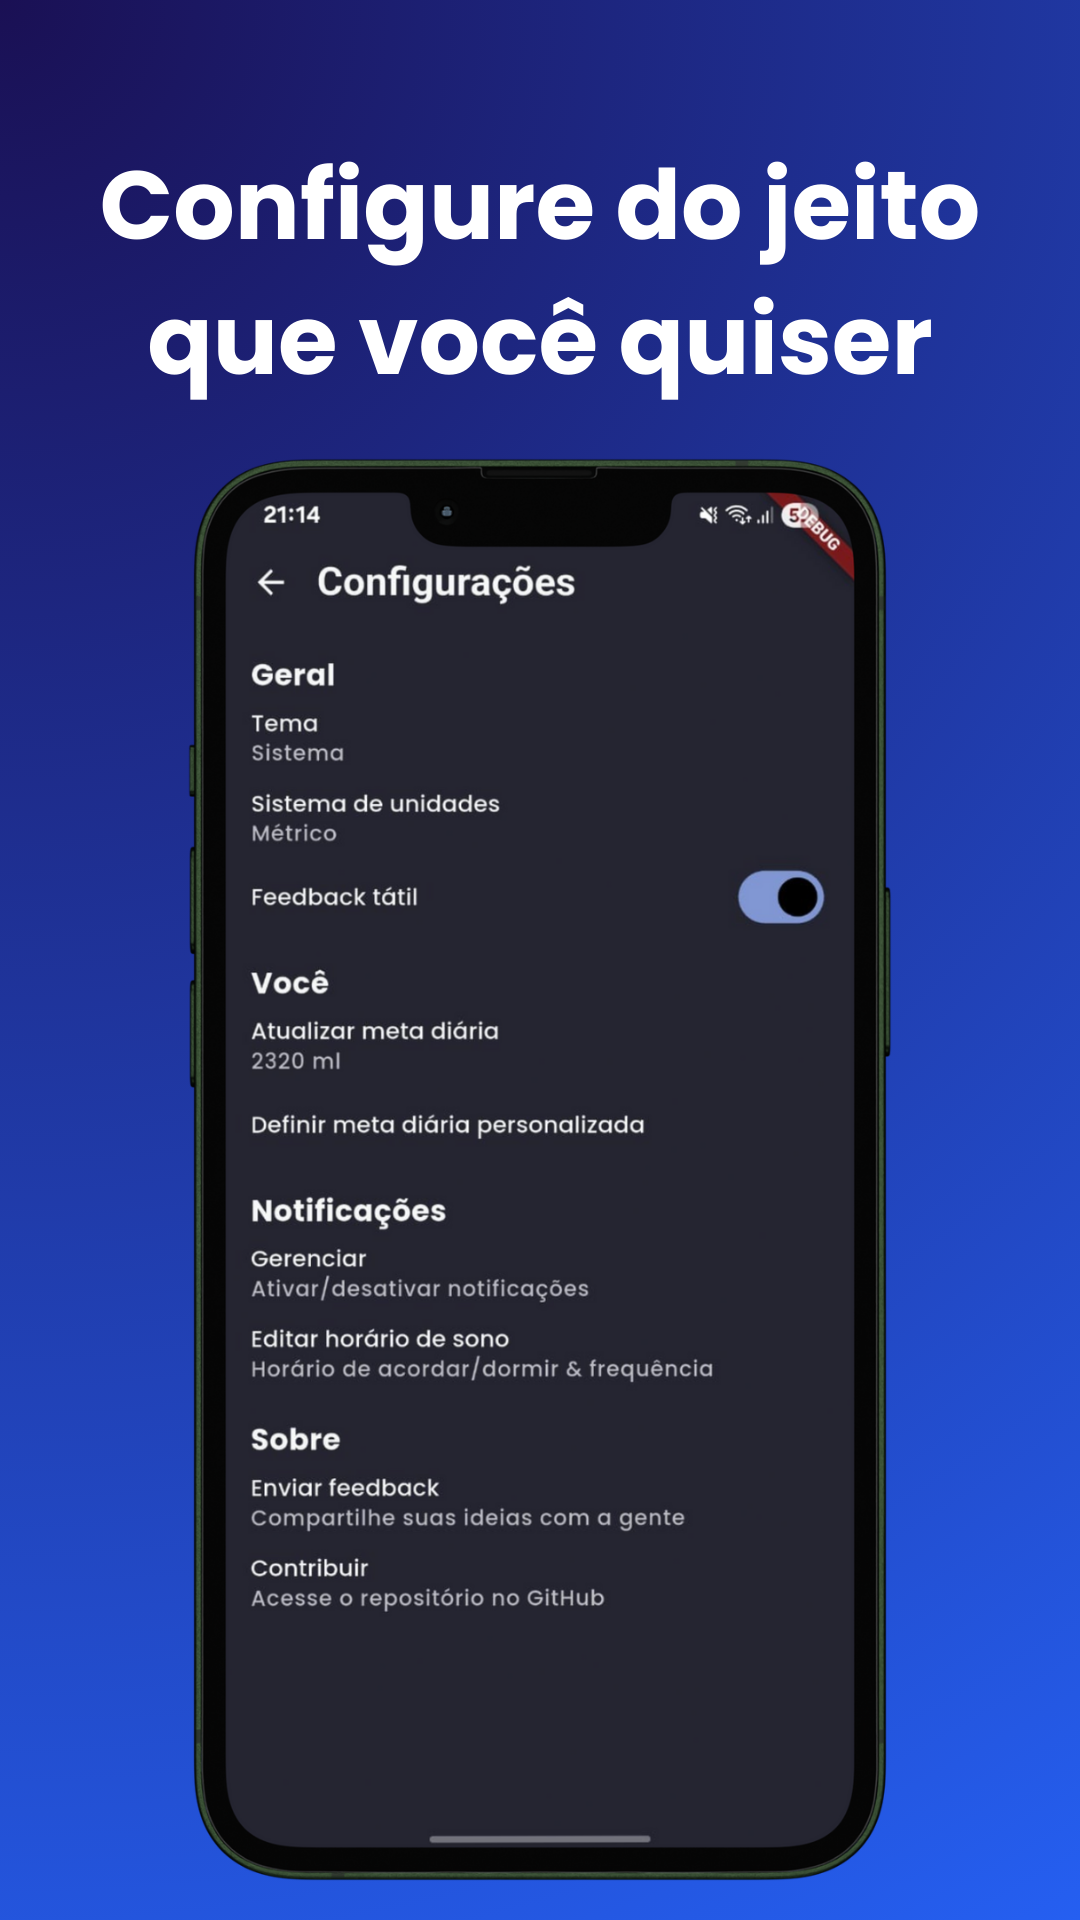 Configure do jeito
que você quiser
21:14
DEBUG
Configurações
Geral
Tema
Sistema
Sistema de unidades
Métrico
Feedback tátil
Você
Atualizar meta diária
2320 ml
Definir meta diária personalizada
Notificações
Gerenciar
Ativar/desativar notificações
Editar horário de sono
Horário de acordar/dormir & frequência
Sobre
Enviar feedback
Compartilhe suas ideias com a gente
Contribuir
Acesse o repositório no GitHub